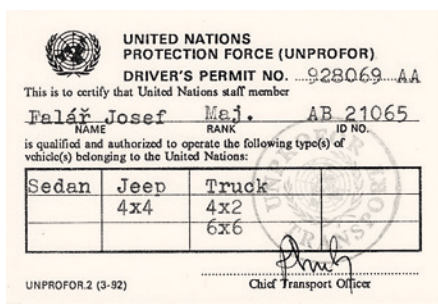 UNITED NATIONS
PROTECTION FORCE (UNPROFOR)
DRIVER'S PERMIT NO. 928069 AA
This is to certify that United Nations staff member
Falář Josef Maj. AB 21065
NAME RANK ID NO.
is qualified and authorized to operate the following type(s) of
vehicle(s) belonging to the United Nations:
Sedan Jeep Truck
4x4 4x2
6x6
UNPROFOR
TRANSPORT
UNPROFOR.2 (3-92) Chief Transport Officer